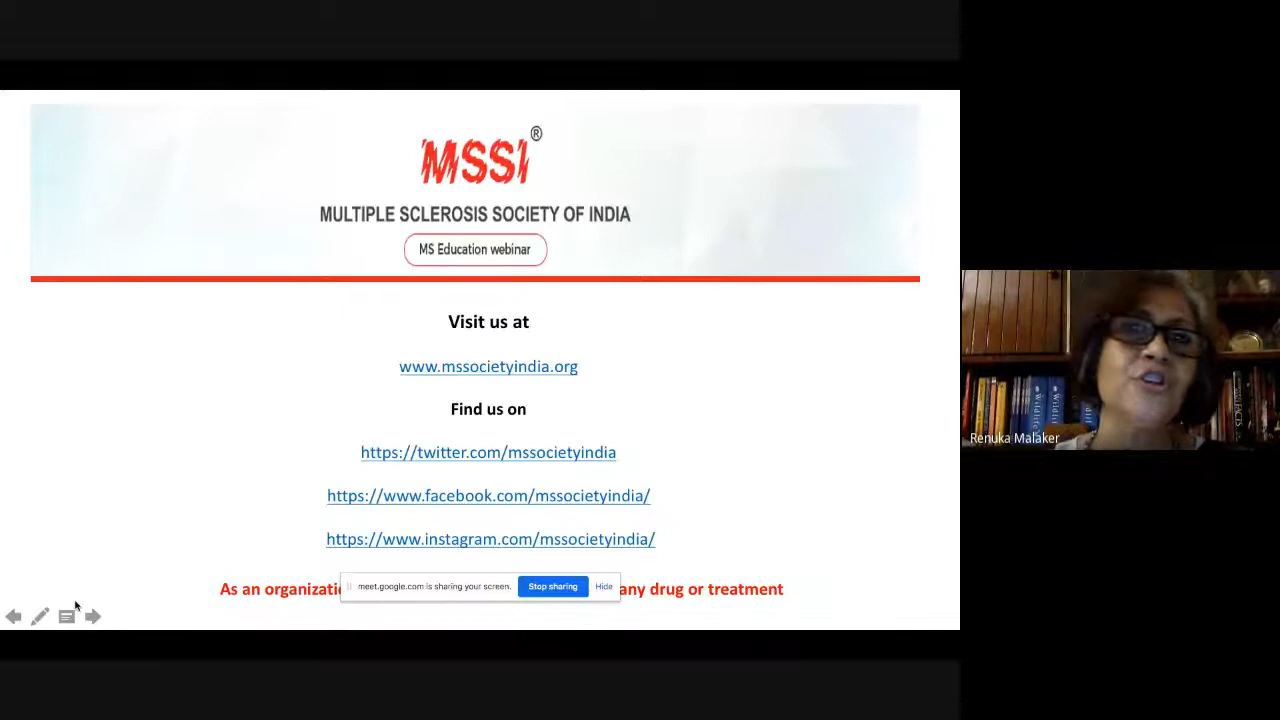 MSSI®
MULTIPLE SCLEROSIS SOCIETY OF INDIA
MS Education webinar
Visit us at
www.mssocietyindia.org
Find us on
https://twitter.com/mssocietyindia
https://www.facebook.com/mssocietyindia/
https://www.instagram.com/mssocietyindia/
As an organizati any drug or treatment
meet.google.com is sharing your screen. Stop sharing Hide
Renuka Malaker
Wildlife
FACTS